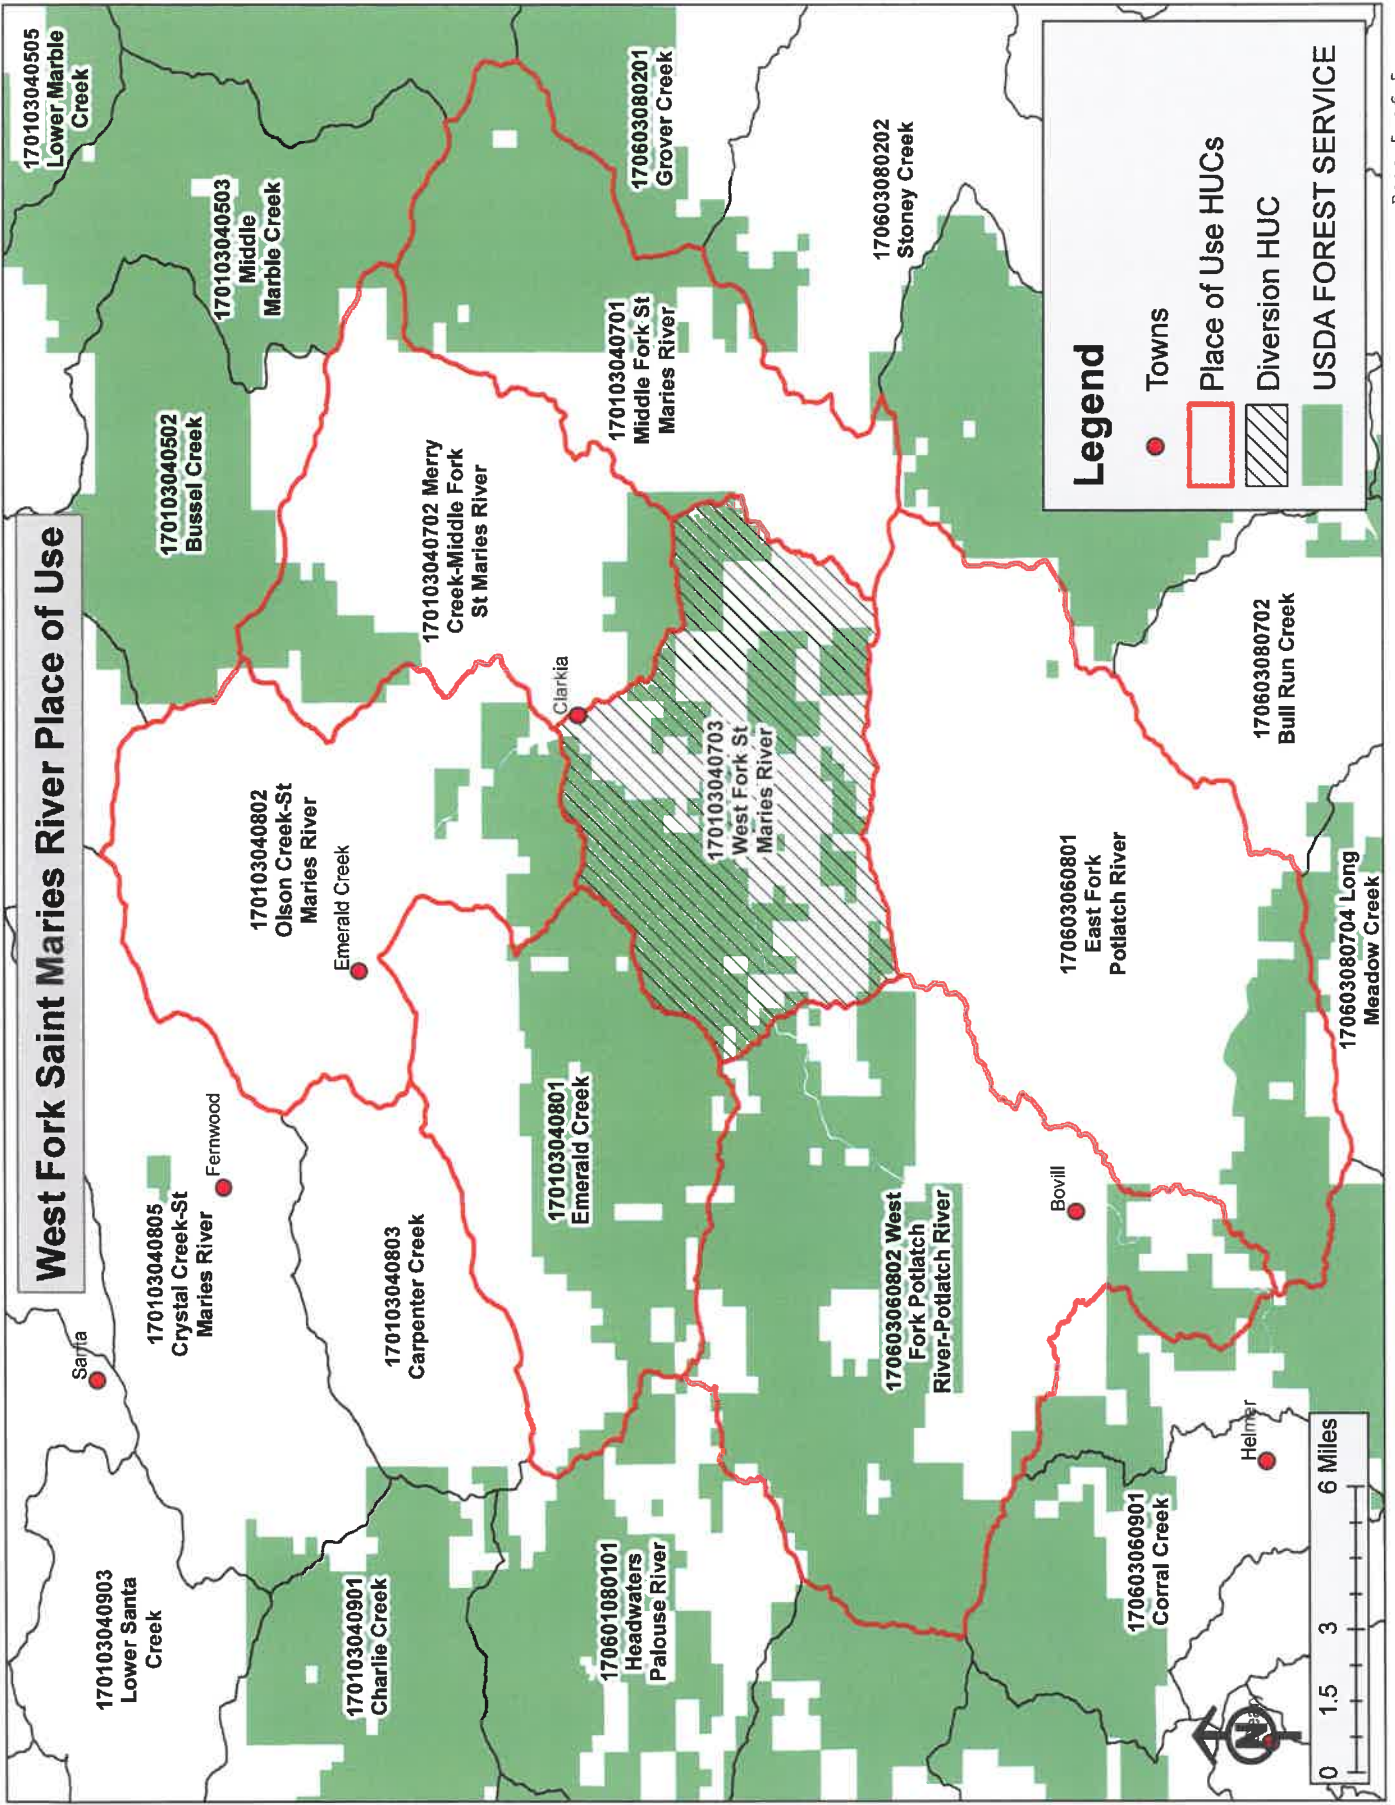 West Fork Saint Maries River Place of Use
170103040505
Lower Marble
Creek
170103040503
Middle
Marble Creek
170103040502
Bussel Creek
170603080201
Grover Creek
170603080202
Stoney Creek
170103040701
Middle Fork St
Maries River
170103040702 Merry
Creek-Middle Fork
St Maries River
Clarkia
170103040703
West Fork St
Maries River
170103040802
Olson Creek-St
Maries River
Emerald Creek
Fernwood
170103040805
Crystal Creek-St
Maries River
Santa
170103040803
Carpenter Creek
170103040801
Emerald Creek
170103040903
Lower Santa
Creek
170103040901
Charlie Creek
170601080101
Headwaters
Palouse River
170603060802 West
Fork Potlatch
River-Potlatch River
Bovill
170603060801
East Fork
Potlatch River
170603080702
Bull Run Creek
170603080704 Long
Meadow Creek
170603060901
Corral Creek
Helmer
N
0 1.5 3 6 Miles
Legend
Towns
Place of Use HUCs
Diversion HUC
USDA FOREST SERVICE